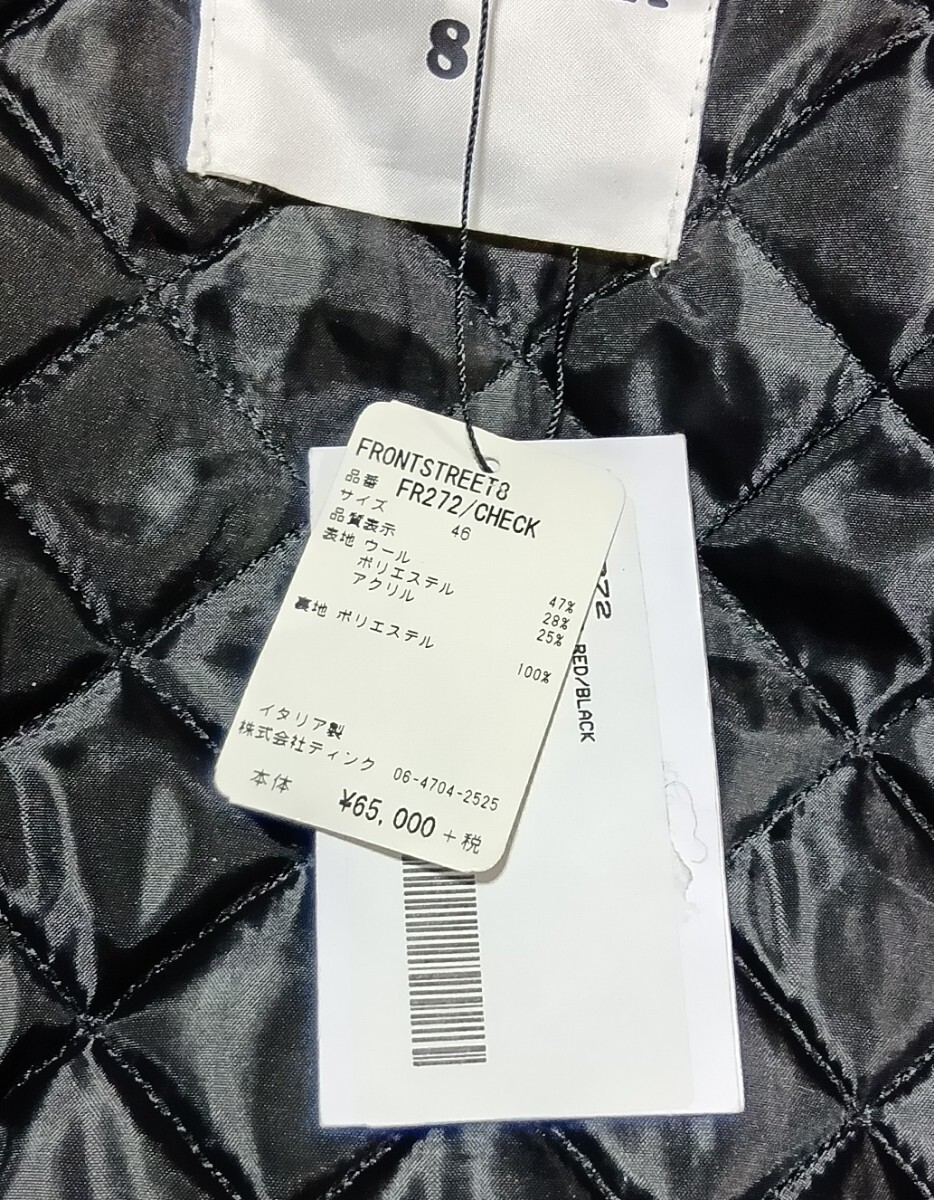 8
FRONTSTREET8
品番 FR272/CHECK
サイズ 46
品質表示
表地 ウール 47%
ポリエステル 28%
アクリル 25%
裏地 ポリエステル 100%
イタリア製
株式会社ティンク 06-4704-2525
本体 ¥65,000+税
72
RED/BLACK